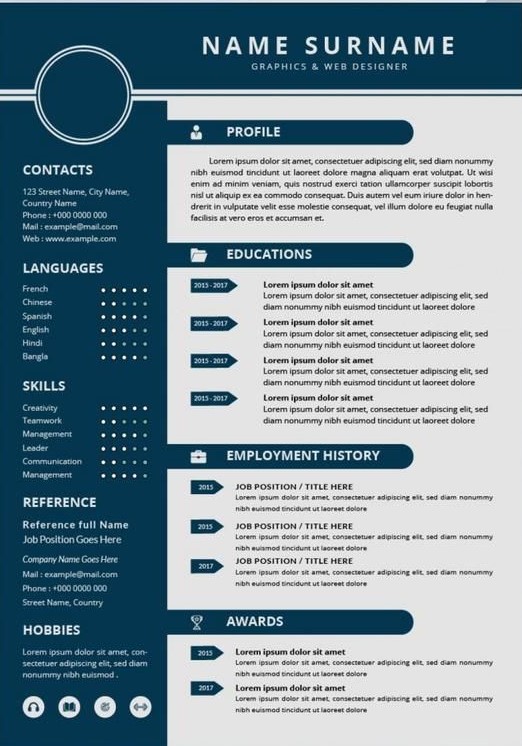 NAME SURNAME
GRAPHICS & WEB DESIGNER
CONTACTS
123 Street Name, City Name,
Country Name
Phone : +000 0000 000
Mail : example@mail.com
Web : www.example.com
LANGUAGES
French
Chinese
Spanish
English
Hindi
Bangla
SKILLS
Creativity
Teamwork
Management
Leader
Communication
Management
REFERENCE
Reference full Name
Job Position Goes Here
Company Name Goes Here
Mail : example@mail.com
Phone : +000 0000 000
Street Name, Country
HOBBIES
Lorem ipsum dolor sit amet, con-
sectetuer adipiscing elit, sed diam
nonummy nibh euismod .
PROFILE
Lorem ipsum dolor sit amet, consectetuer adipiscing elit, sed diam nonummy
nibh euismod tincidunt ut laoreet dolore magna aliquam erat volutpat. Ut wisi
enim ad minim veniam, quis nostrud exerci tation ullamcorper suscipit lobortis
nisl ut aliquip ex ea commodo consequat. Duis autem vel eum iriure dolor in hen-
drerit in vulputate velit esse molestie consequat, vel illum dolore eu feugiat nulla
facilisis at vero eros et accumsan et.
EDUCATIONS
2015 - 2017
Lorem ipsum dolor sit amet
Lorem ipsum dolor sit amet, consectetuer adipiscing elit, sed
diam nonummy nibh euismod tincidunt ut laoreet dolore
2015 - 2017
Lorem ipsum dolor sit amet
Lorem ipsum dolor sit amet, consectetuer adipiscing elit, sed
diam nonummy nibh euismod tincidunt ut laoreet dolore
2015 - 2017
Lorem ipsum dolor sit amet
Lorem ipsum dolor sit amet, consectetuer adipiscing elit, sed
diam nonummy nibh euismod tincidunt ut laoreet dolore
2015 - 2017
Lorem ipsum dolor sit amet
Lorem ipsum dolor sit amet, consectetuer adipiscing elit, sed
diam nonummy nibh euismod tincidunt ut laoreet dolore
EMPLOYMENT HISTORY
2015
JOB POSITION / TITLE HERE
Lorem ipsum dolor sit amet, consectetuer adipiscing elit, sed diam nonummy
nibh euismod tincidunt ut laoreet dolore
2015
JOB POSITION / TITLE HERE
Lorem ipsum dolor sit amet, consectetuer adipiscing elit, sed diam nonummy
nibh euismod tincidunt ut laoreet dolore
2017
JOB POSITION / TITLE HERE
Lorem ipsum dolor sit amet, consectetuer adipiscing elit, sed diam nonummy
nibh euismod tincidunt ut laoreet dolore
AWARDS
2015
Lorem ipsum dolor sit amet
Lorem ipsum dolor sit amet, consectetuer adipiscing elit, sed diam nonummy
nibh euismod tincidunt ut laoreet dolore
2017
Lorem ipsum dolor sit amet
Lorem ipsum dolor sit amet, consectetuer adipiscing elit, sed diam nonummy
nibh euismod tincidunt ut laoreet dolore